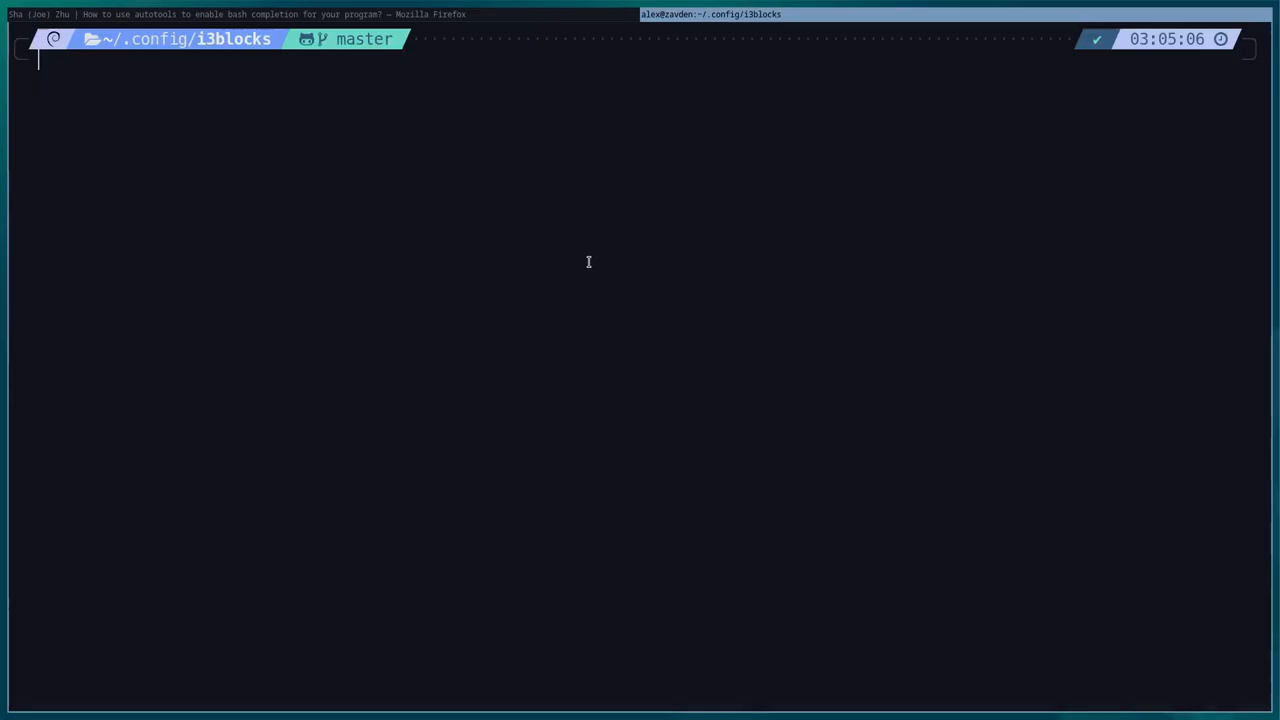 Sha (Joe) Zhu | How to use autotools to enable bash completion for your program? — Mozilla Firefox
alex@zavden:~/.config/i3blocks
~/.config/i3blocks master 03:05:06